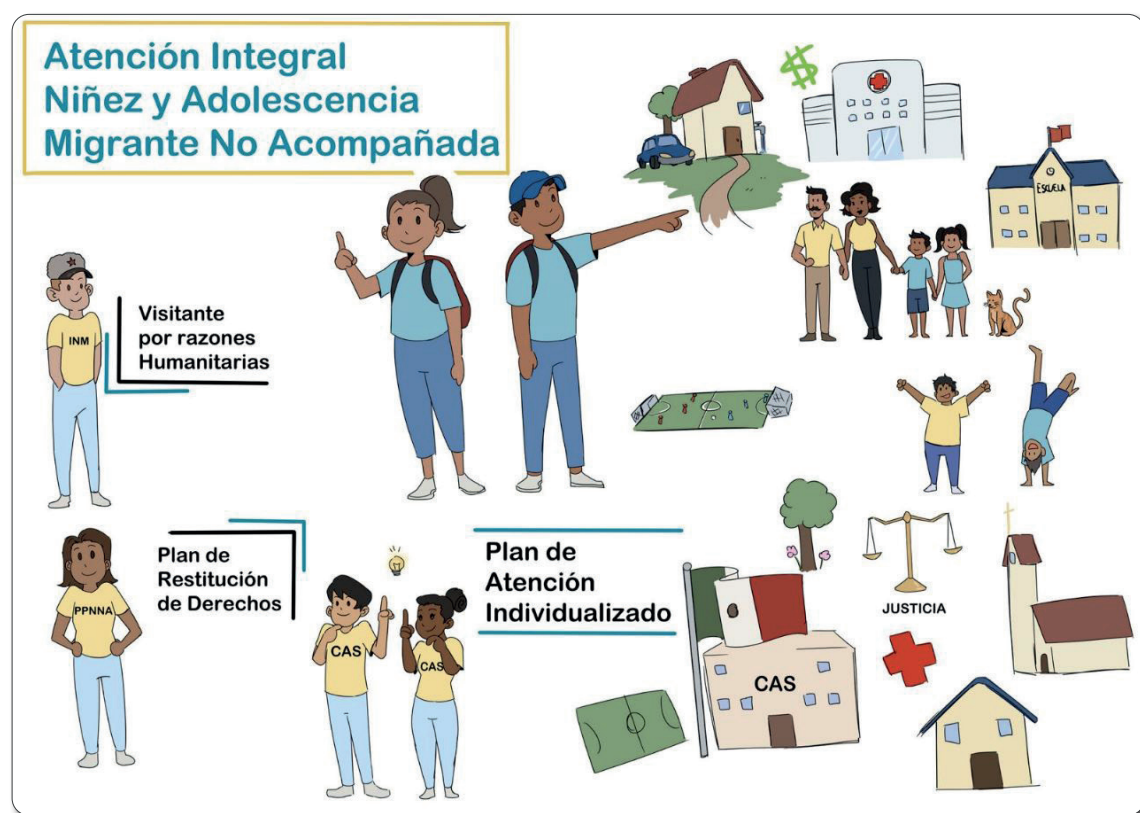 Atención Integral
Niñez y Adolescencia
Migrante No Acompañada
$
ESCUELA
INM
Visitante
por razones
Humanitarias
PPNNA
Plan de
Restitución
de Derechos
CAS
CAS
Plan de
Atención
Individualizado
CAS
JUSTICIA